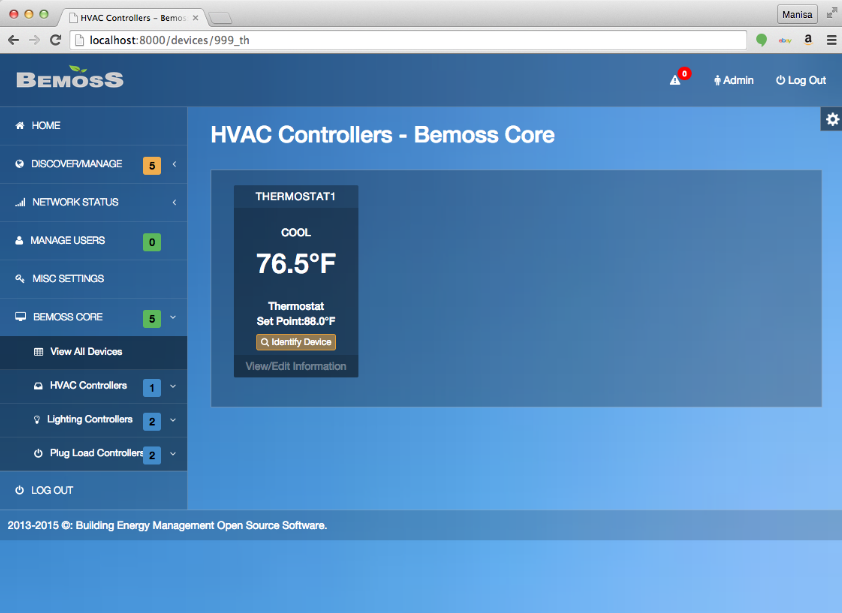 HVAC Controllers - Bemos
Manisa
localhost:8000/devices/999_th
ebay
a
BEMOSS
0
Admin
Log Out
HOME
DISCOVER/MANAGE 5
NETWORK STATUS
MANAGE USERS 0
MISC SETTINGS
BEMOSS CORE 5
View All Devices
HVAC Controllers 1
Lighting Controllers 2
Plug Load Controllers 2
LOG OUT
HVAC Controllers - Bemoss Core
THERMOSTAT1
COOL
76.5°F
Thermostat
Set Point:88.0°F
Identify Device
View/Edit Information
2013-2015 ©: Building Energy Management Open Source Software.